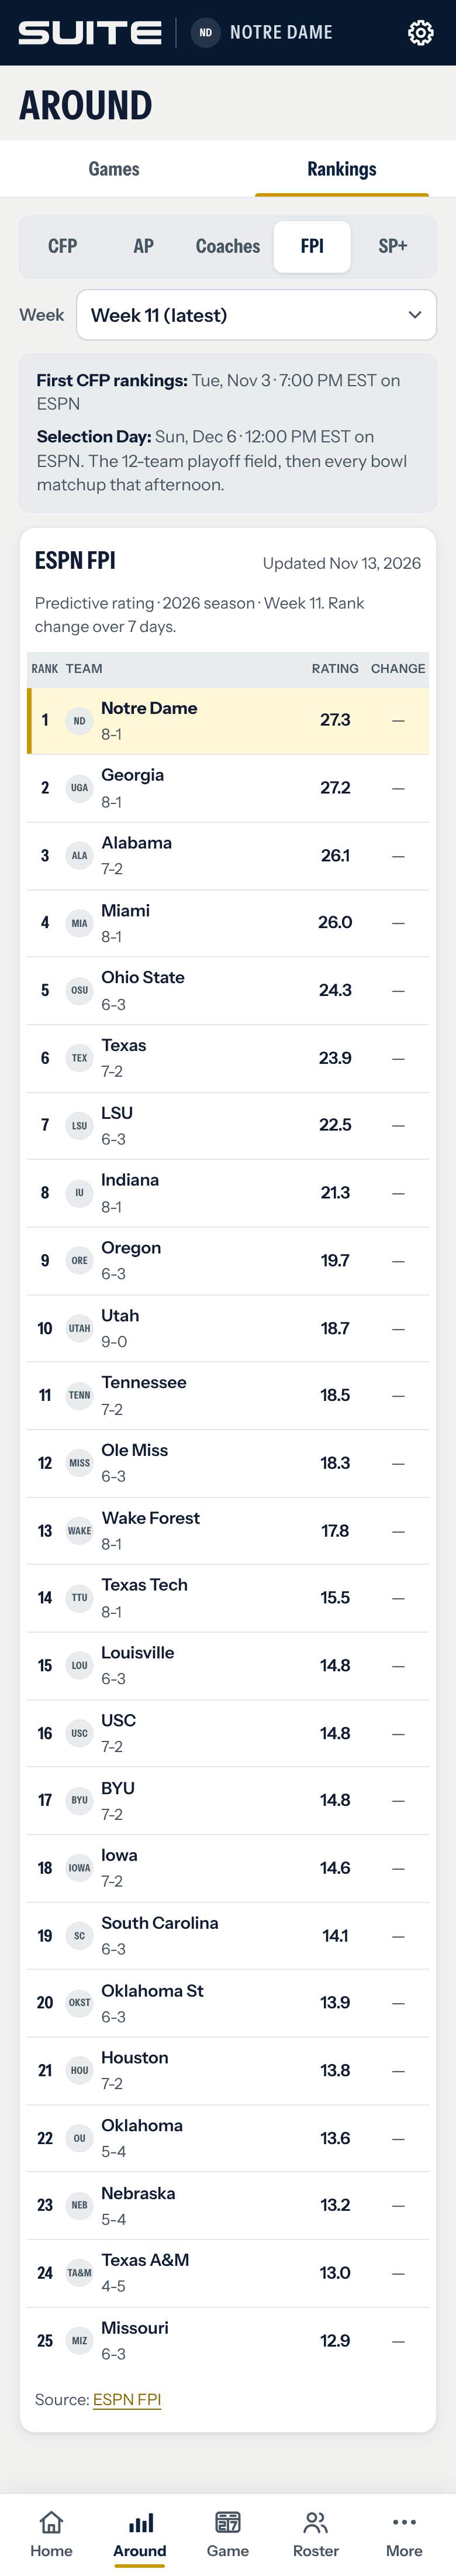 SUITE
ND NOTRE DAME
AROUND
Games Rankings
CFP AP Coaches FPI SP+
Week Week 11 (latest)
First CFP rankings: Tue, Nov 3 · 7:00 PM EST on
ESPN
Selection Day: Sun, Dec 6 · 12:00 PM EST on
ESPN. The 12-team playoff field, then every bowl
matchup that afternoon.
ESPN FPI Updated Nov 13, 2026
Predictive rating · 2026 season · Week 11. Rank
change over 7 days.
RANK TEAM RATING CHANGE
1 ND Notre Dame 27.3 —
8-1
2 UGA Georgia 27.2 —
8-1
3 ALA Alabama 26.1 —
7-2
4 MIA Miami 26.0 —
8-1
5 OSU Ohio State 24.3 —
6-3
6 TEX Texas 23.9 —
7-2
7 LSU LSU 22.5 —
6-3
8 IU Indiana 21.3 —
8-1
9 ORE Oregon 19.7 —
6-3
10 UTAH Utah 18.7 —
9-0
11 TENN Tennessee 18.5 —
7-2
12 MISS Ole Miss 18.3 —
6-3
13 WAKE Wake Forest 17.8 —
8-1
14 TTU Texas Tech 15.5 —
8-1
15 LOU Louisville 14.8 —
6-3
16 USC USC 14.8 —
7-2
17 BYU BYU 14.8 —
7-2
18 IOWA Iowa 14.6 —
7-2
19 SC South Carolina 14.1 —
6-3
20 OKST Oklahoma St 13.9 —
6-3
21 HOU Houston 13.8 —
7-2
22 OU Oklahoma 13.6 —
5-4
23 NEB Nebraska 13.2 —
5-4
24 TA&M Texas A&M 13.0 —
4-5
25 MIZ Missouri 12.9 —
6-3
Source: ESPN FPI
Home Around Game Roster More